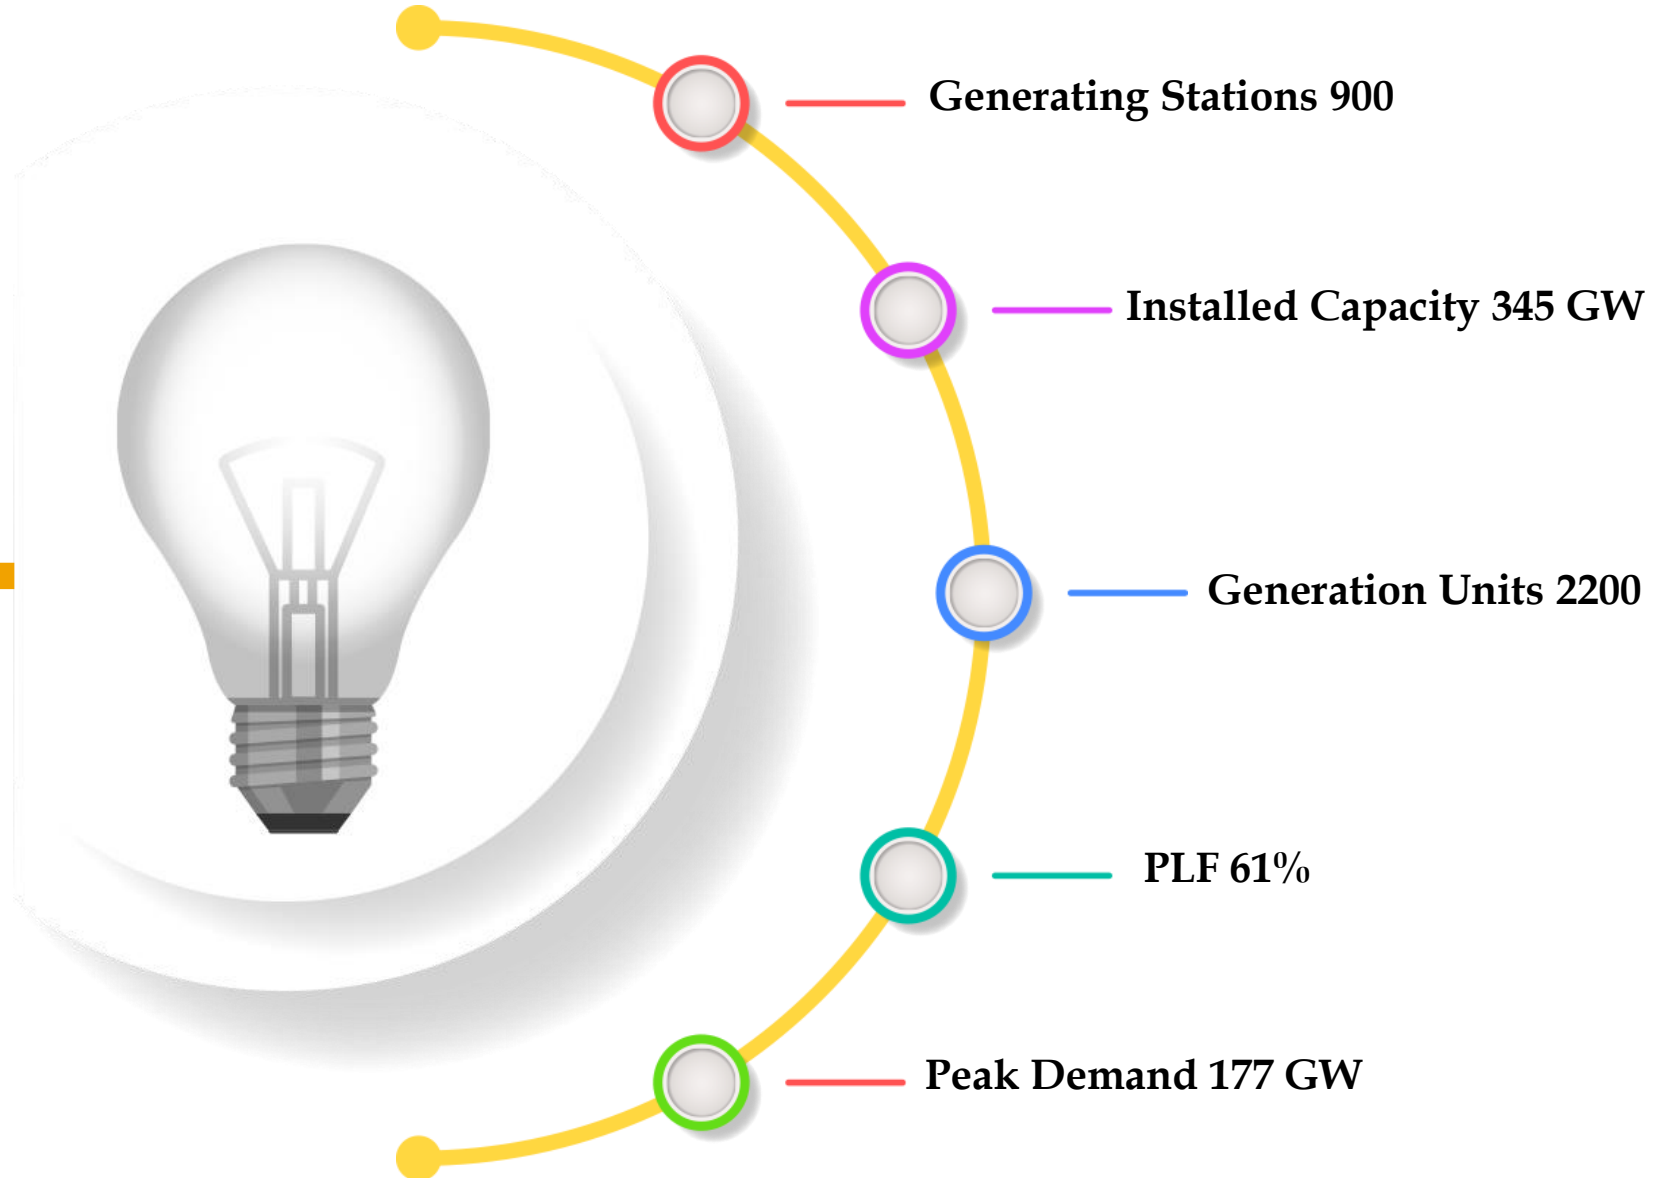 Generating Stations 900
Installed Capacity 345 GW
Generation Units 2200
PLF 61%
Peak Demand 177 GW